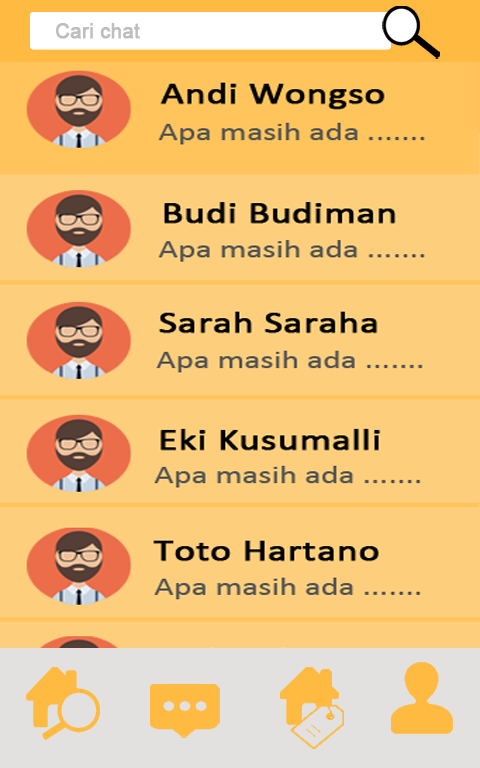 Cari chat
Andi Wongso
Apa masih ada .......
Budi Budiman
Apa masih ada .......
Sarah Saraha
Apa masih ada .......
Eki Kusumalli
Apa masih ada .......
Toto Hartano
Apa masih ada .......